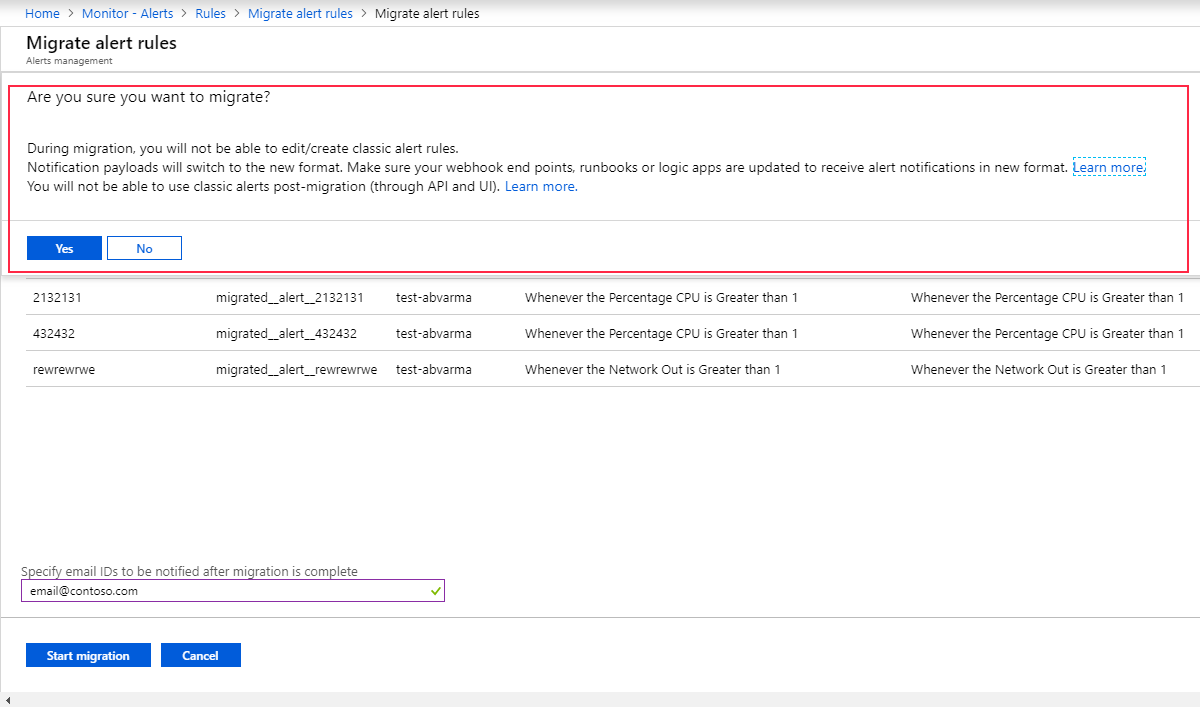 Home > Monitor - Alerts > Rules > Migrate alert rules > Migrate alert rules
Migrate alert rules
Alerts management
Are you sure you want to migrate?
During migration, you will not be able to edit/create classic alert rules.
Notification payloads will switch to the new format. Make sure your webhook end points, runbooks or logic apps are updated to receive alert notifications in new format. Learn more.
You will not be able to use classic alerts post-migration (through API and UI). Learn more.
Yes No
2132131 migrated__alert__2132131 test-abvarma Whenever the Percentage CPU is Greater than 1 Whenever the Percentage CPU is Greater than 1
432432 migrated__alert__432432 test-abvarma Whenever the Percentage CPU is Greater than 1 Whenever the Percentage CPU is Greater than 1
rewrewrwe migrated__alert__rewrewrwe test-abvarma Whenever the Network Out is Greater than 1 Whenever the Network Out is Greater than 1
Specify email IDs to be notified after migration is complete
email@contoso.com
Start migration Cancel